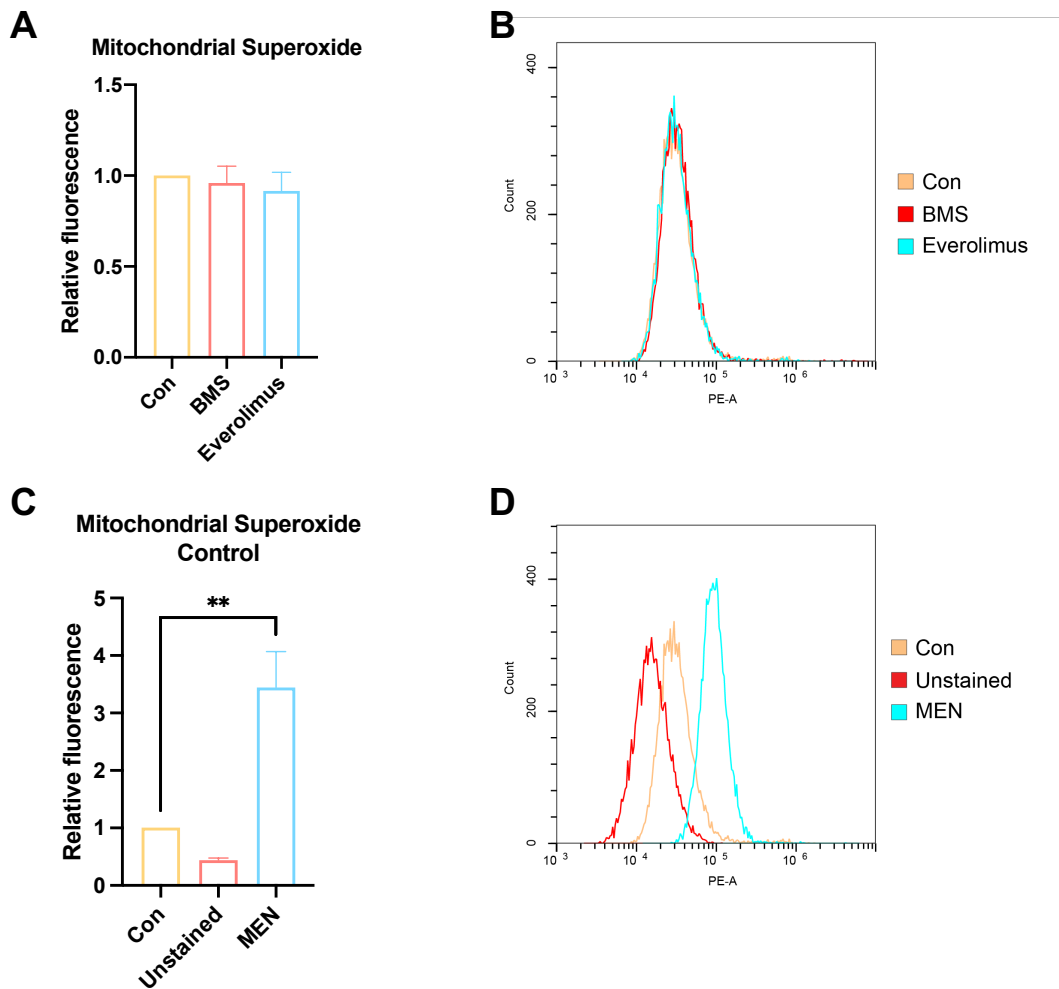 A
Mitochondrial Superoxide
Relative fluorescence
1.5
1.0
0.5
0.0
Con
BMS
Everolimus
B
Count
400
200
0
10 3
10 4
10 5
10 6
PE-A
Con
BMS
Everolimus
C
Mitochondrial Superoxide
Control
Relative fluorescence
5
4
3
2
1
0
**
Con
Unstained
MEN
D
Count
400
200
0
10 3
10 4
10 5
10 6
PE-A
Con
Unstained
MEN